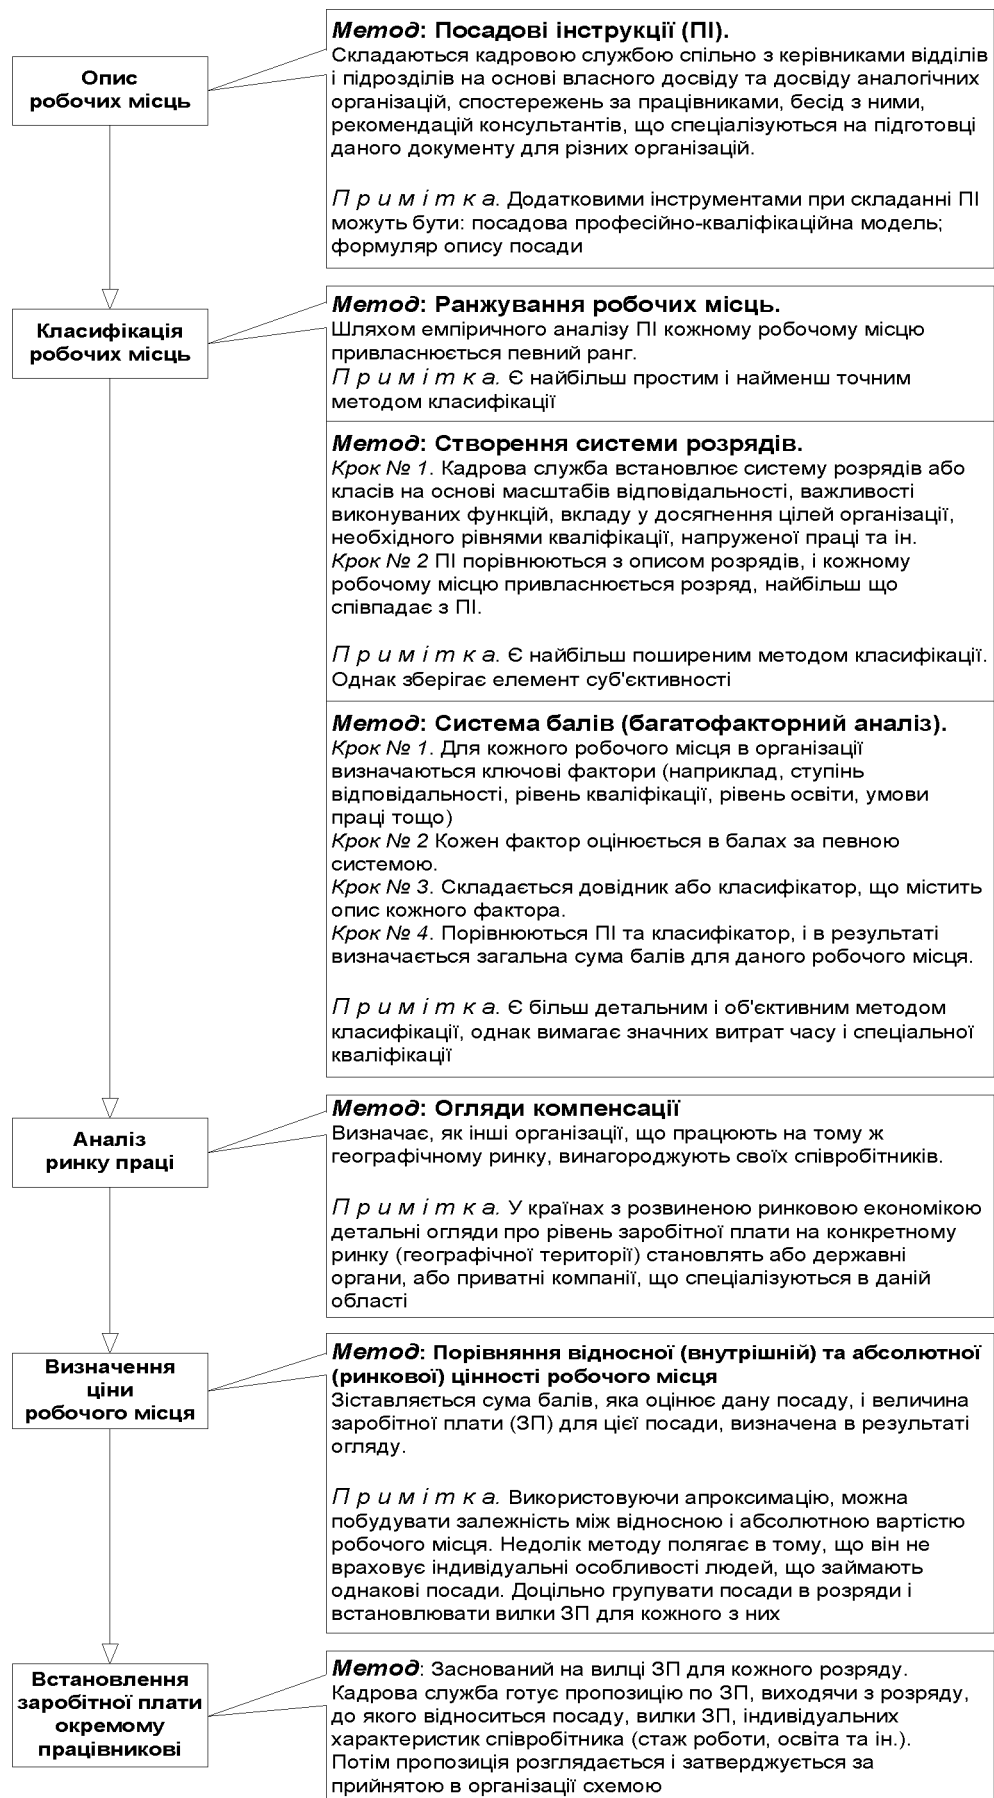 Опис
робочих місць
Метод: Посадові інструкції (ПІ).
Складаються кадровою службою спільно з керівниками відділів
і підрозділів на основі власного досвіду та досвіду аналогічних
організацій, спостережень за працівниками, бесід з ними,
рекомендацій консультантів, що спеціалізуються на підготовці
даного документу для різних організацій.
П р и м і т к а. Додатковими інструментами при складанні ПІ
можуть бути: посадова професійно-кваліфікаційна модель;
формуляр опису посади
Класифікація
робочих місць
Метод: Ранжування робочих місць.
Шляхом емпіричного аналізу ПІ кожному робочому місцю
привласнюється певний ранг.
П р и м і т к а. Є найбільш простим і найменш точним
методом класифікації
Метод: Створення системи розрядів.
Крок № 1. Кадрова служба встановлює систему розрядів або
класів на основі масштабів відповідальності, важливості
виконуваних функцій, вкладу у досягнення цілей організації,
необхідного рівнями кваліфікації, напруженої праці та ін.
Крок № 2 ПІ порівнюються з описом розрядів, і кожному
робочому місцю привласнюється розряд, найбільш що
співпадає з ПІ.
П р и м і т к а. Є найбільш поширеним методом класифікації.
Однак зберігає елемент суб'єктивності
Метод: Система балів (багатофакторний аналіз).
Крок № 1. Для кожного робочого місця в організації
визначаються ключові фактори (наприклад, ступінь
відповідальності, рівень кваліфікації, рівень освіти, умови
праці тощо)
Крок № 2 Кожен фактор оцінюється в балах за певною
системою.
Крок № 3. Складається довідник або класифікатор, що містить
опис кожного фактора.
Крок № 4. Порівнюються ПІ та класифікатор, і в результаті
визначається загальна сума балів для даного робочого місця.
П р и м і т к а. Є більш детальним і об'єктивним методом
класифікації, однак вимагає значних витрат часу і спеціальної
кваліфікації
Аналіз
ринку праці
Метод: Огляди компенсації
Визначає, як інші організації, що працюють на тому ж
географічному ринку, винагороджують своїх співробітників.
П р и м і т к а. У країнах з розвиненою ринковою економікою
детальні огляди про рівень заробітної плати на конкретному
ринку (географічної території) становлять або державні
органи, або приватні компанії, що спеціалізуються в даній
області
Визначення
ціни
робочого місця
Метод: Порівняння відносної (внутрішній) та абсолютної
(ринкової) цінності робочого місця
Зіставляється сума балів, яка оцінює дану посаду, і величина
заробітної плати (ЗП) для цієї посади, визначена в результаті
огляду.
П р и м і т к а. Використовуючи апроксимацію, можна
побудувати залежність між відносною і абсолютною вартістю
робочого місця. Недолік методу полягає в тому, що він не
враховує індивідуальні особливості людей, що займають
однакові посади. Доцільно групувати посади в розряди і
встановлювати вилки ЗП для кожного з них
Встановлення
заробітної плати
окремому
працівникові
Метод: Заснований на вилці ЗП для кожного розряду.
Кадрова служба готує пропозицію по ЗП, виходячи з розряду,
до якого відноситься посаду, вилки ЗП, індивідуальних
характеристик співробітника (стаж роботи, освіта та ін.).
Потім пропозиція розглядається і затверджується за
прийнятою в організації схемою